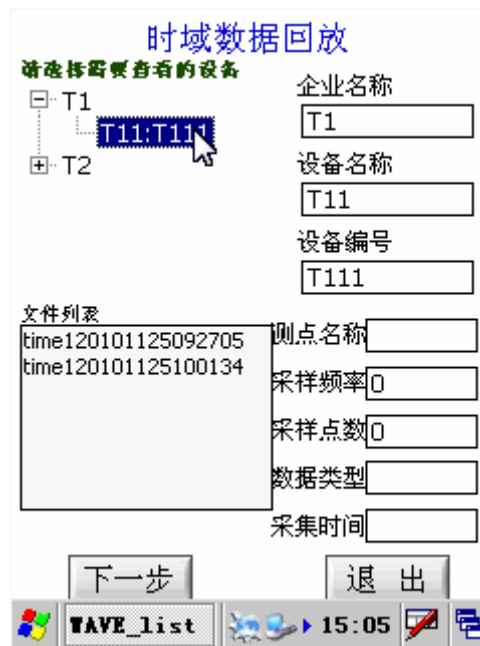 时域数据回放
请选择需要查看的设备
T1
T11:T111
T2
企业名称
T1
设备名称
T11
设备编号
T111
文件列表
time120101125092705
time120101125100134
测点名称
采样频率 0
采样点数 0
数据类型
采集时间
下一步
退 出
WAVE_list
15:05